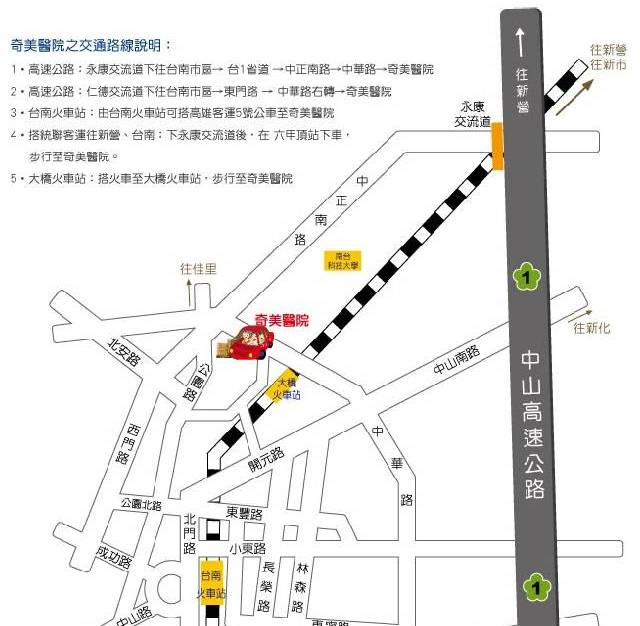 奇美醫院之交通路線說明：
1．高速公路：永康交流道下往台南市區→ 台1省道 →中正南路→中華路→奇美醫院
2．高速公路：仁德交流道下往台南市區→東門路 → 中華路右轉→奇美醫院
3．台南火車站：由台南火車站可搭高雄客運5號公車至奇美醫院
4．搭統聯客運往新營、台南：下永康交流道後，在 六年頂站下車，
步行至奇美醫院。
5．大橋火車站：搭火車至大橋火車站，步行至奇美醫院
往新營
往新營
往新市
永康
交流道
中正南路
南台
科技大學
往佳里
奇美醫院
1
往新化
北安路
公園路
中山南路
大橋
火車站
中山高速公路
西門路
開元路
中華路
公園北路
北門路
東豐路
小東路
成功路
台南
火車站
長榮路
林森路
1
中山路